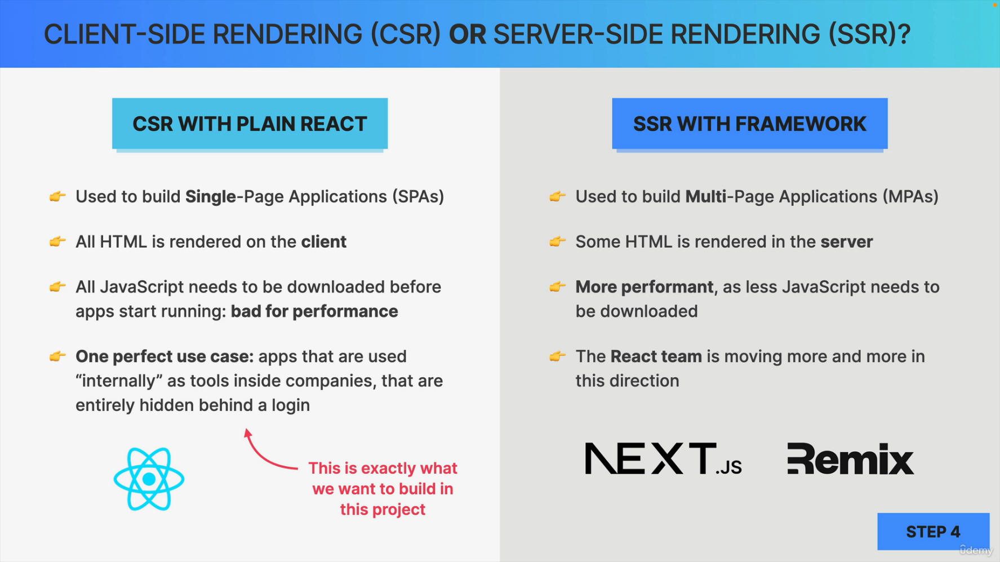 CLIENT-SIDE RENDERING (CSR) OR SERVER-SIDE RENDERING (SSR)?
CSR WITH PLAIN REACT
Used to build Single-Page Applications (SPAs)
All HTML is rendered on the client
All JavaScript needs to be downloaded before
apps start running: bad for performance
One perfect use case: apps that are used
“internally” as tools inside companies, that are
entirely hidden behind a login
This is exactly what
we want to build in
this project
SSR WITH FRAMEWORK
Used to build Multi-Page Applications (MPAs)
Some HTML is rendered in the server
More performant, as less JavaScript needs to
be downloaded
The React team is moving more and more in
this direction
NEXT.JS
Remix
STEP 4
ûdemy